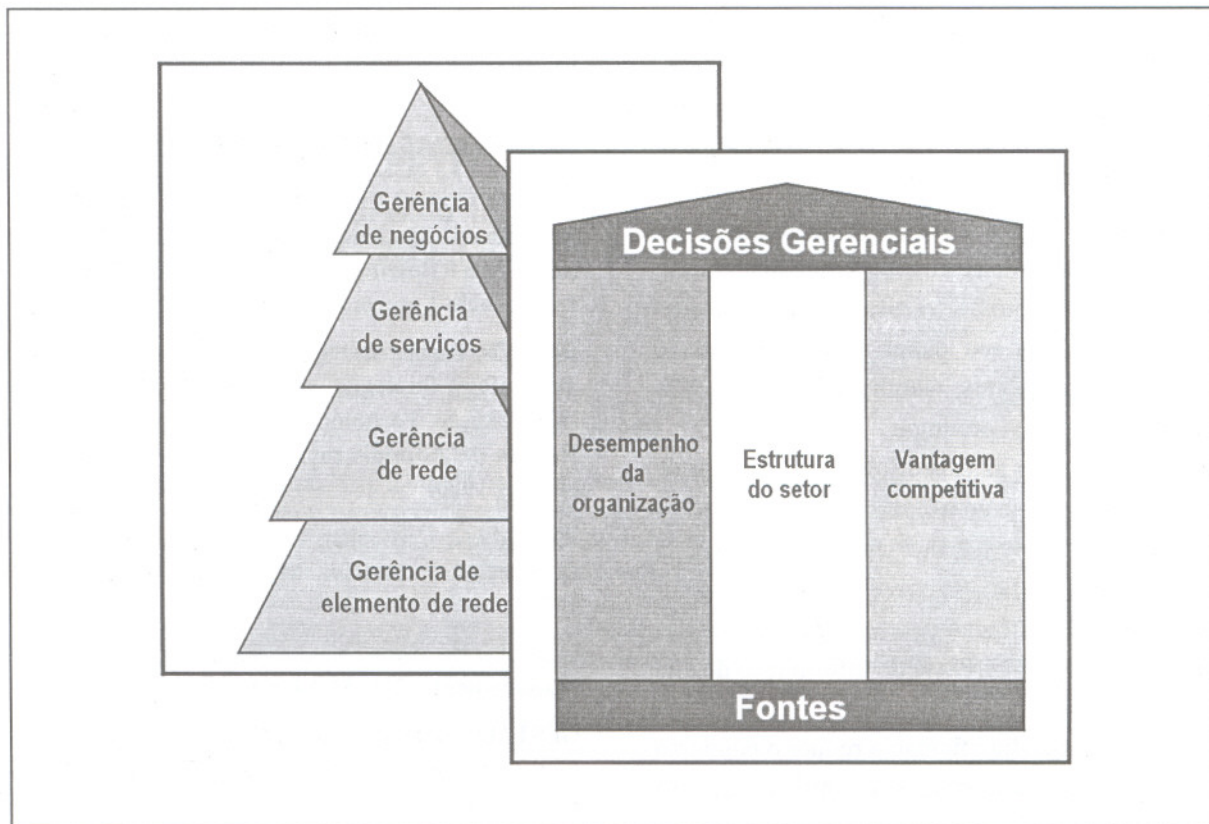 Gerência
de negócios
Gerência
de serviços
Gerência
de rede
Gerência de
elemento de rede
Decisões Gerenciais
Desempenho
da
organização
Estrutura
do setor
Vantagem
competitiva
Fontes